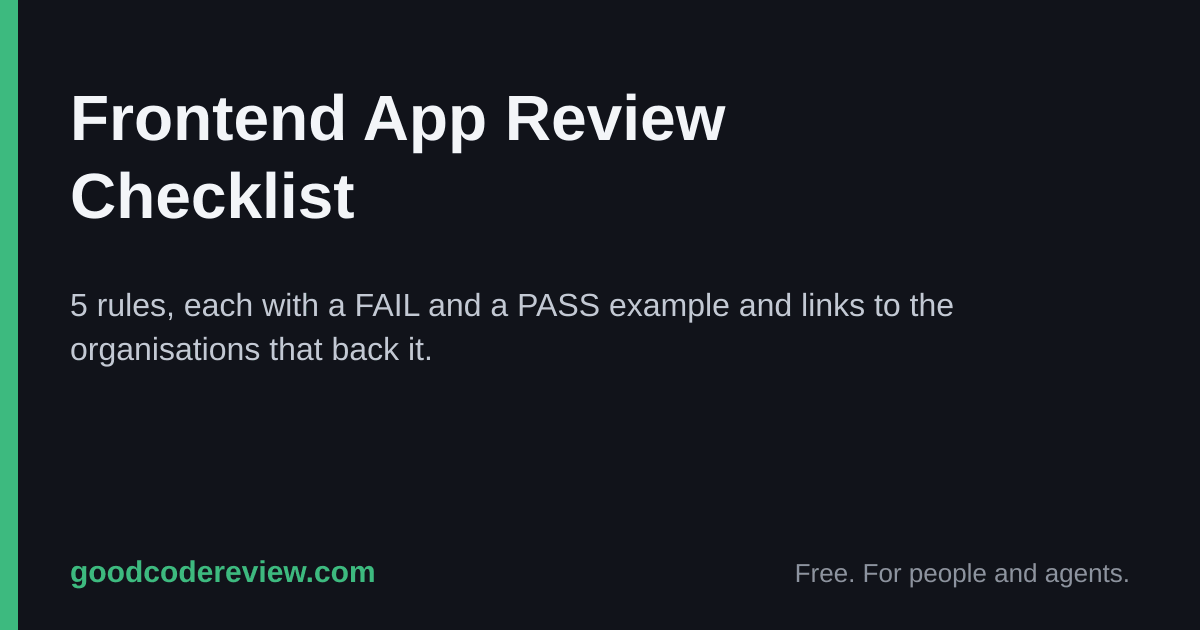 Frontend App Review
Checklist
5 rules, each with a FAIL and a PASS example and links to the
organisations that back it.
goodcodereview.com
Free. For people and agents.